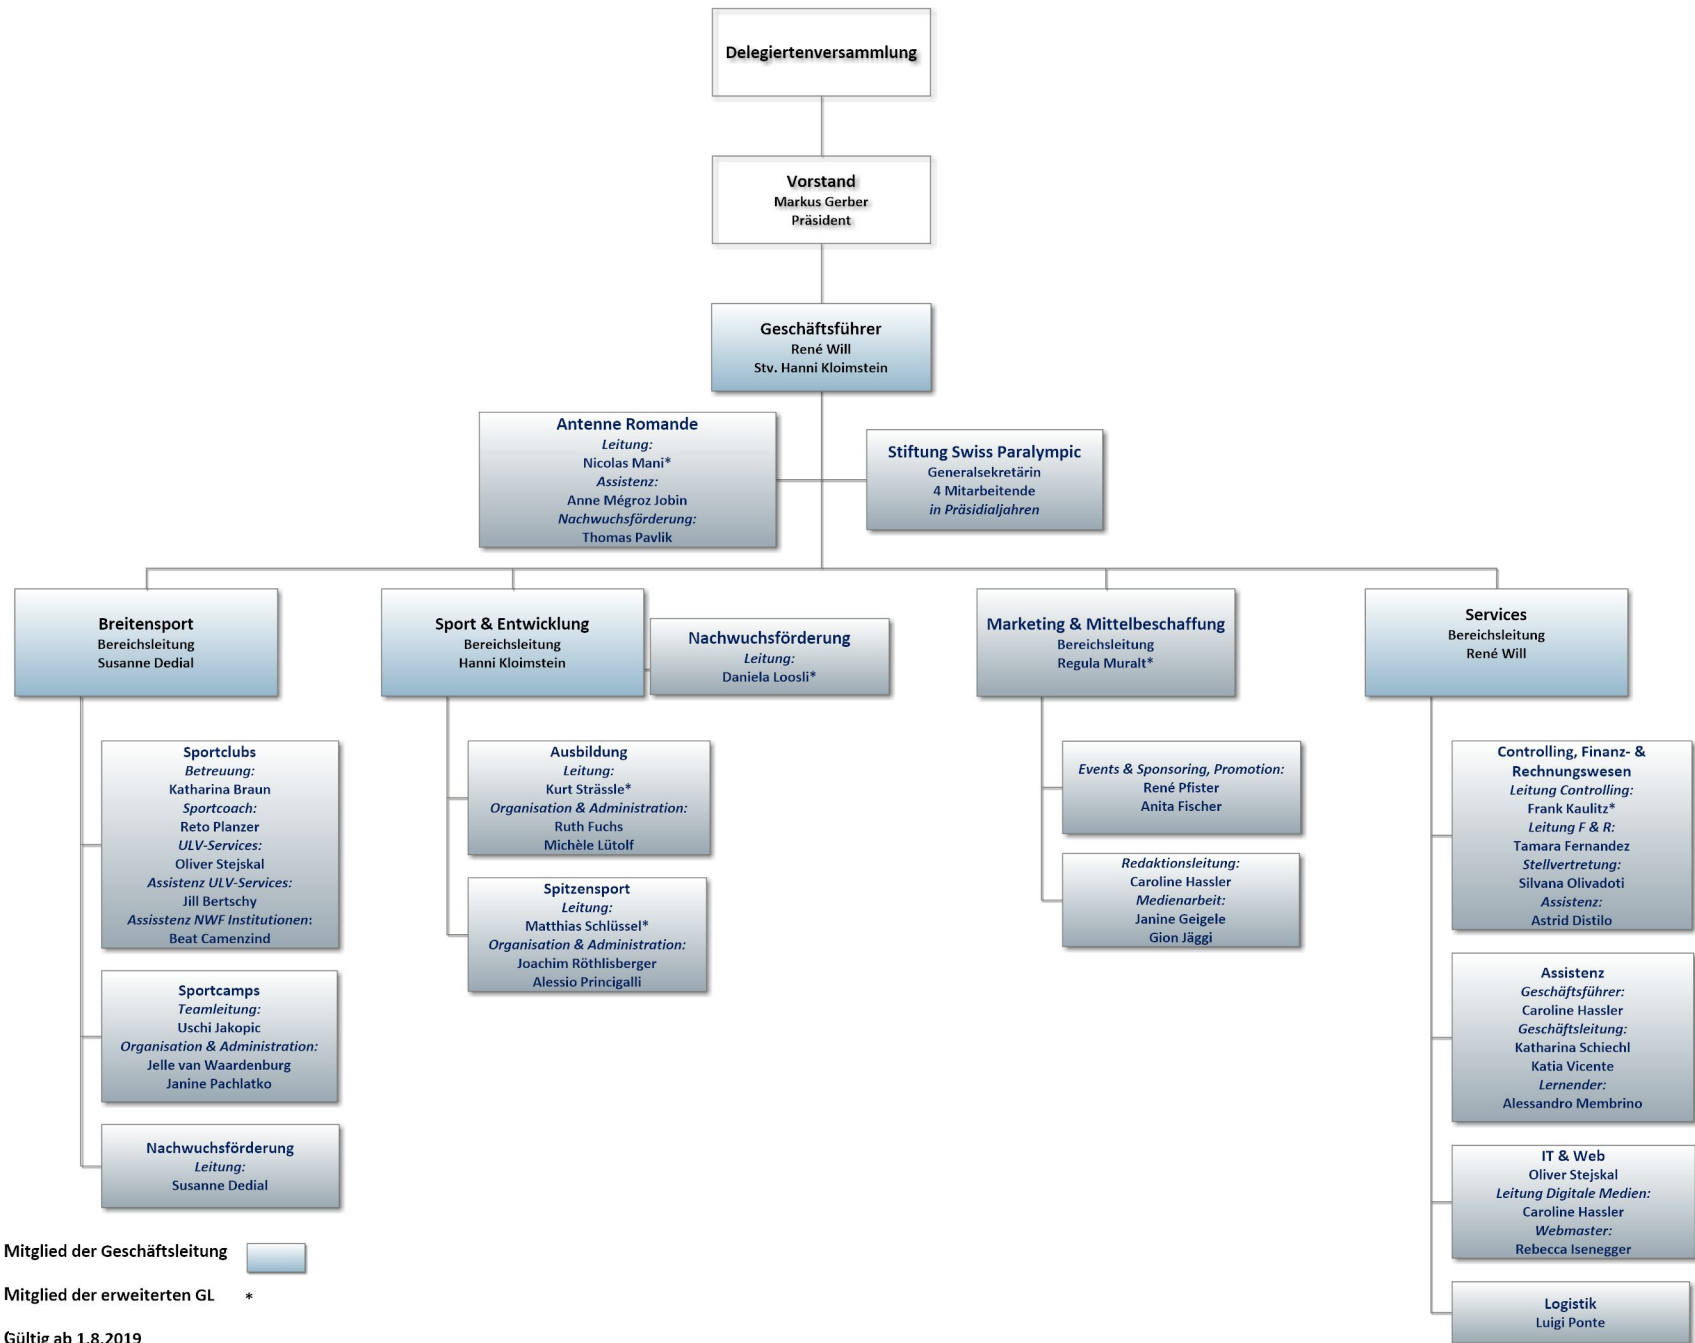 Delegiertenversammlung
Vorstand
Markus Gerber
Präsident
Geschäftsführer
René Will
Stv. Hanni Kloimstein
Antenne Romande
Leitung:
Nicolas Mani*
Assistenz:
Anne Mégroz Jobin
Nachwuchsförderung:
Thomas Pavlik
Stiftung Swiss Paralympic
Generalsekretärin
4 Mitarbeitende
in Präsidialjahren
Breitensport
Bereichsleitung
Susanne Dedial
Sport & Entwicklung
Bereichsleitung
Hanni Kloimstein
Nachwuchsförderung
Leitung:
Daniela Loosli*
Marketing & Mittelbeschaffung
Bereichsleitung
Regula Muralt*
Services
Bereichsleitung
René Will
Sportclubs
Betreuung:
Katharina Braun
Sportcoach:
Reto Planzer
ULV-Services:
Oliver Stejskal
Assistenz ULV-Services:
Jill Bertschy
Assisstenz NWF Institutionen:
Beat Camenzind
Sportcamps
Teamleitung:
Uschi Jakopic
Organisation & Administration:
Jelle van Waardenburg
Janine Pachlatko
Nachwuchsförderung
Leitung:
Susanne Dedial
Ausbildung
Leitung:
Kurt Strässle*
Organisation & Administration:
Ruth Fuchs
Michèle Lütolf
Spitzensport
Leitung:
Matthias Schlüssel*
Organisation & Administration:
Joachim Röthlisberger
Alessio Principalli
Events & Sponsoring, Promotion:
René Pfister
Anita Fischer
Redaktionsleitung:
Caroline Hassler
Medienarbeit:
Janine Geigele
Gion Jäggi
Controlling, Finanz- &
Rechnungswesen
Leitung Controlling:
Frank Kaulitz*
Leitung F & R:
Tamara Fernandez
Stellvertretung:
Silvana Olivadoti
Assistenz:
Astrid Distilo
Assistenz
Geschäftsführer:
Caroline Hassler
Geschäftsleitung:
Katharina Schiechl
Katia Vicente
Lernender:
Alessandro Membrino
IT & Web
Oliver Stejskal
Leitung Digitale Medien:
Caroline Hassler
Webmaster:
Rebecca Isenegger
Logistik
Luigi Ponte
Mitglied der Geschäftsleitung
Mitglied der erweiterten GL *
Gültig ab 1.8.2019